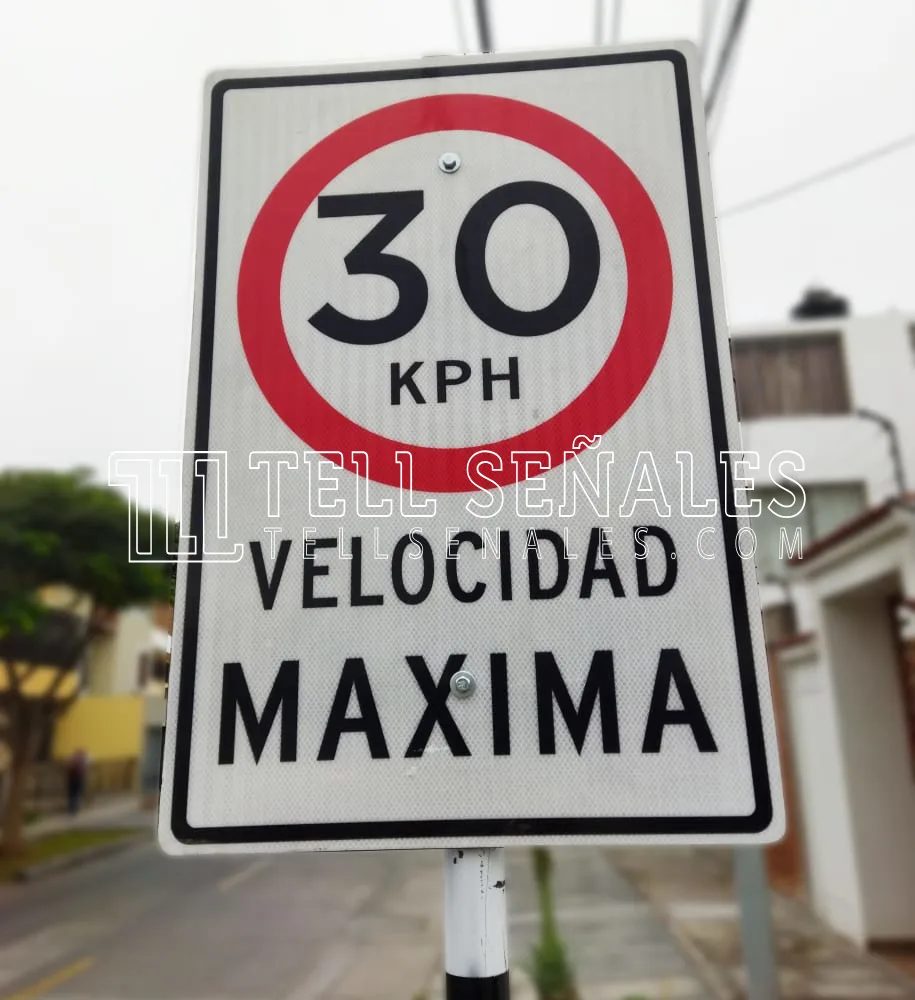 30
KPH
TELL SEÑALES
TELLSENALES.COM
VELOCIDAD
MAXIMA